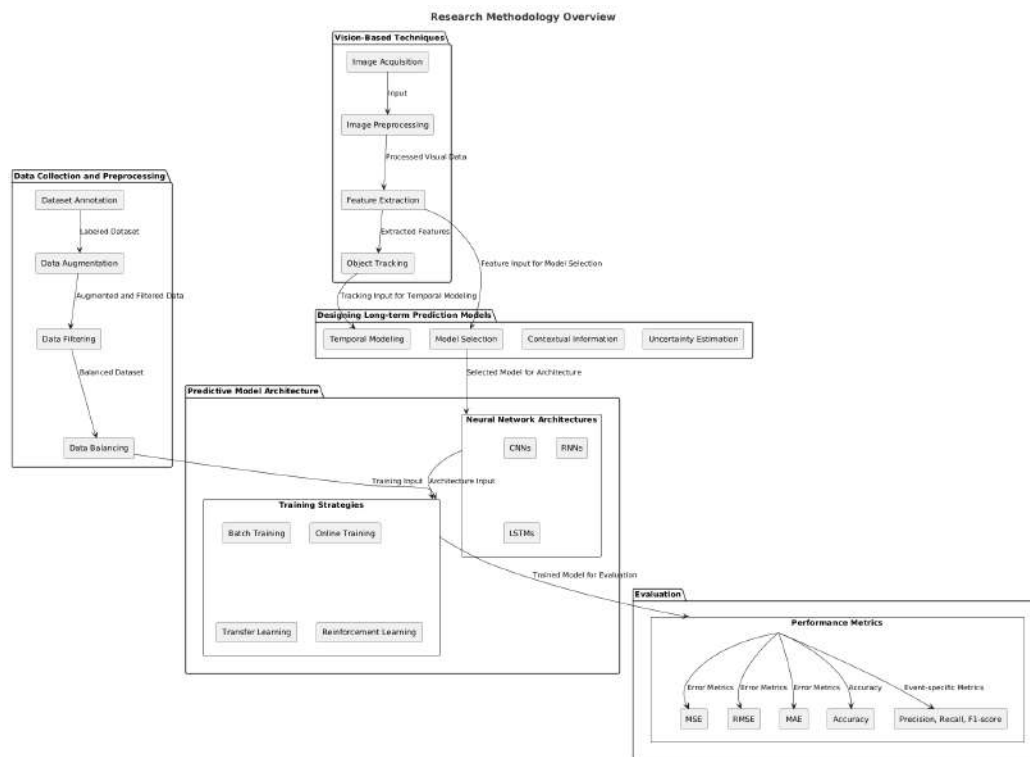 Research Methodology Overview
Vision-Based Techniques
Image Acquisition
Input
Image Preprocessing
Processed Visual Data
Feature Extraction
Extracted Features
Feature Input for Model Selection
Object Tracking
Tracking Input for Temporal Modeling
Data Collection and Preprocessing
Dataset Annotation
Labeled Dataset
Data Augmentation
Augmented and Filtered Data
Data Filtering
Balanced Dataset
Data Balancing
Designing Long-term Prediction Models
Temporal Modeling
Model Selection
Contextual Information
Uncertainty Estimation
Selected Model for Architecture
Predictive Model Architecture
Neural Network Architectures
CNNs
RNNs
LSTMs
Training Input
Architecture Input
Training Strategies
Batch Training
Online Training
Transfer Learning
Reinforcement Learning
Trained Model for Evaluation
Evaluation
Performance Metrics
Error Metrics
Error Metrics
Error Metrics
Accuracy
Event-specific Metrics
MSE
RMSE
MAE
Accuracy
Precision, Recall, F1-score